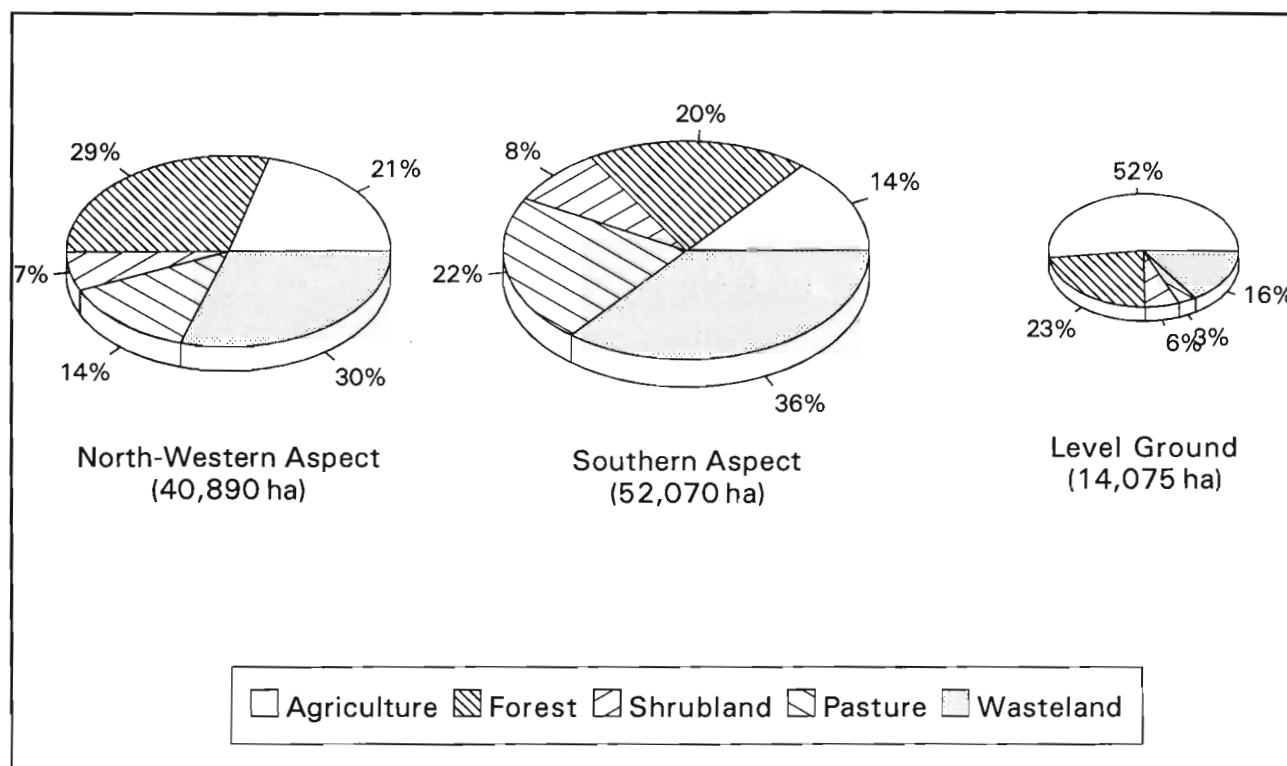 29%
21%
7%
14%
30%
North-Western Aspect
(40,890 ha)
20%
8%
14%
22%
36%
Southern Aspect
(52,070 ha)
52%
23%
6%
3%
16%
Level Ground
(14,075 ha)
Agriculture Forest Shrubland Pasture Wasteland